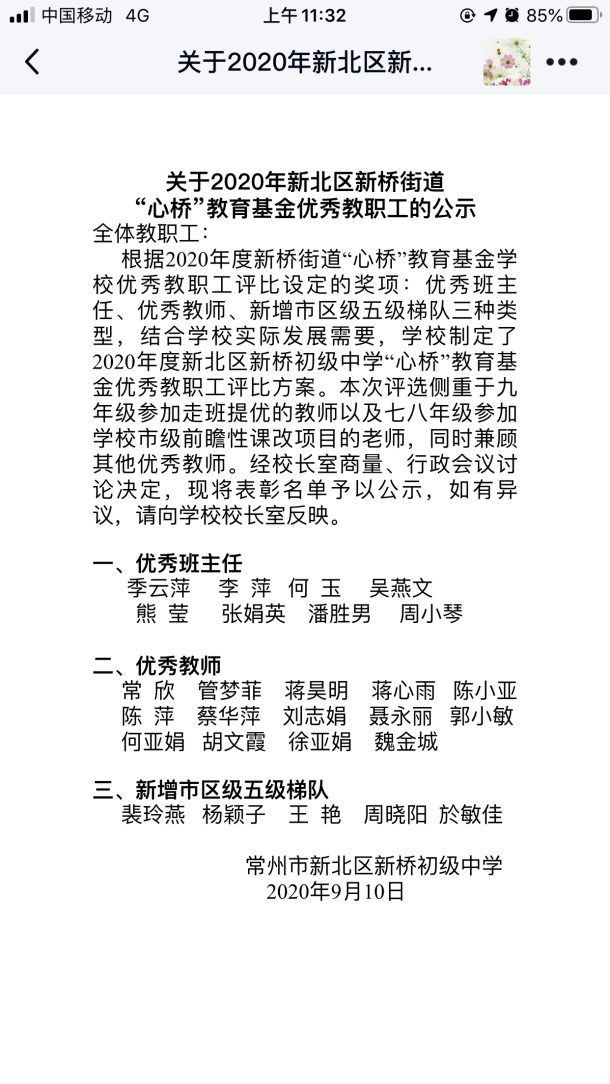 中国移动 4G 上午 11:32 85%
关于2020年新北区新...
关于2020年新北区新桥街道
“心桥”教育基金优秀教职工的公示
全体教职工：
根据2020年度新桥街道“心桥”教育基金学
校优秀教职工评比设定的奖项：优秀班主
任、优秀教师、新增市区级五级梯队三种类
型，结合学校实际发展需要，学校制定了
2020年度新北区新桥初级中学“心桥”教育基
金优秀教职工评比方案。本次评选侧重于九
年级参加走班提优的教师以及七八年级参加
学校市级前瞻性课改项目的老师，同时兼顾
其他优秀教师。经校长室商量、行政会议讨
论决定，现将表彰名单予以公示，如有异
议，请向学校校长室反映。
一、优秀班主任
季云萍 李 萍 何 玉 吴燕文
熊 莹 张娟英 潘胜男 周小琴
二、优秀教师
常 欣 管梦菲 蒋昊明 蒋心雨 陈小亚
陈 萍 蔡华萍 刘志娟 聂永丽 郭小敏
何亚娟 胡文霞 徐亚娟 魏金城
三、新增市区级五级梯队
裴玲燕 杨颖子 王 艳 周晓阳 於敏佳
常州市新北区新桥初级中学
2020年9月10日